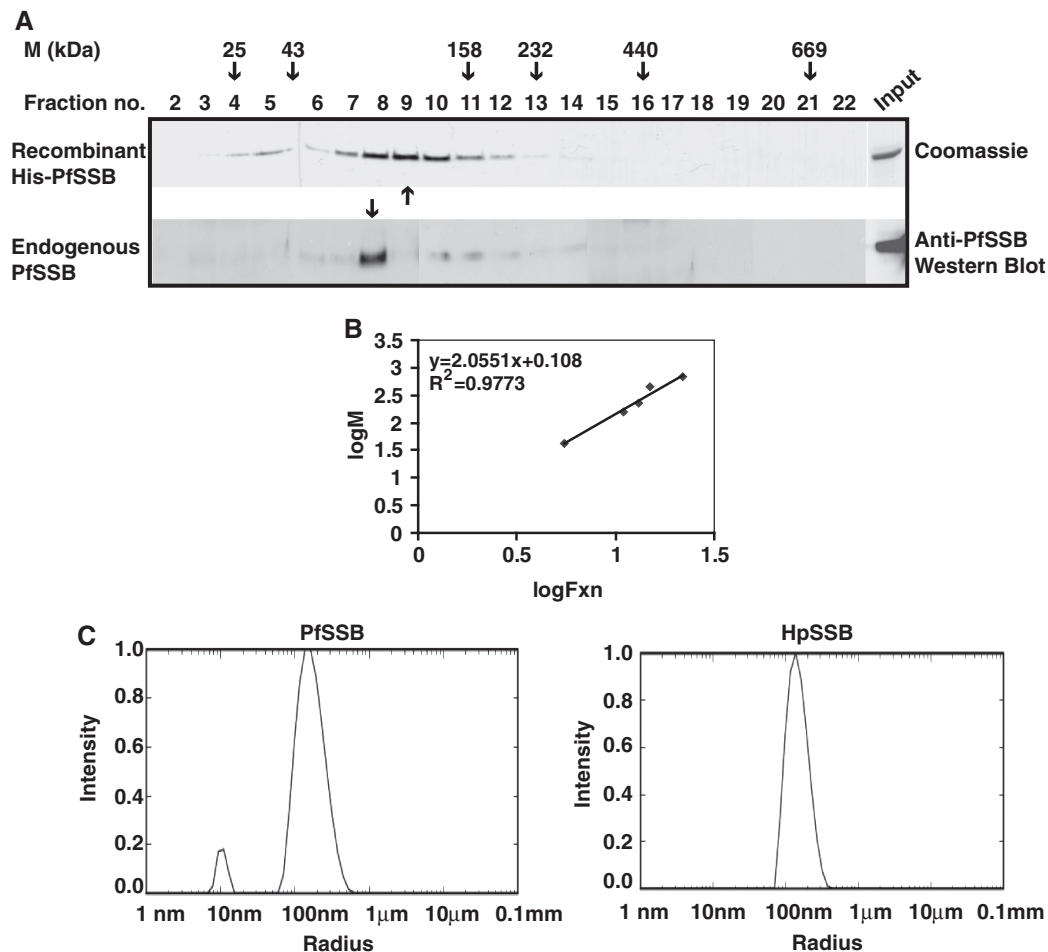 A
M (kDa) 25 43 158 232 440 669
Fraction no. 2 3 4 5 6 7 8 9 10 11 12 13 14 15 16 17 18 19 20 21 22 Input
Recombinant
His-PfSSB
Coomassie
Endogenous
PfSSB
Anti-PfSSB
Western Blot
B
y=2.0551x+0.108
R²=0.9773
3.5
3
2.5
2
1.5
1
0.5
0
logM
0 0.5 1 1.5
logFxn
C
PfSSB
1.0
0.8
0.6
0.4
0.2
0.0
Intensity
1 nm 10nm 100nm 1μm 10μm 0.1mm
Radius
HpSSB
1.0
0.8
0.6
0.4
0.2
0.0
Intensity
1 nm 10nm 100nm 1μm 10μm 0.1mm
Radius